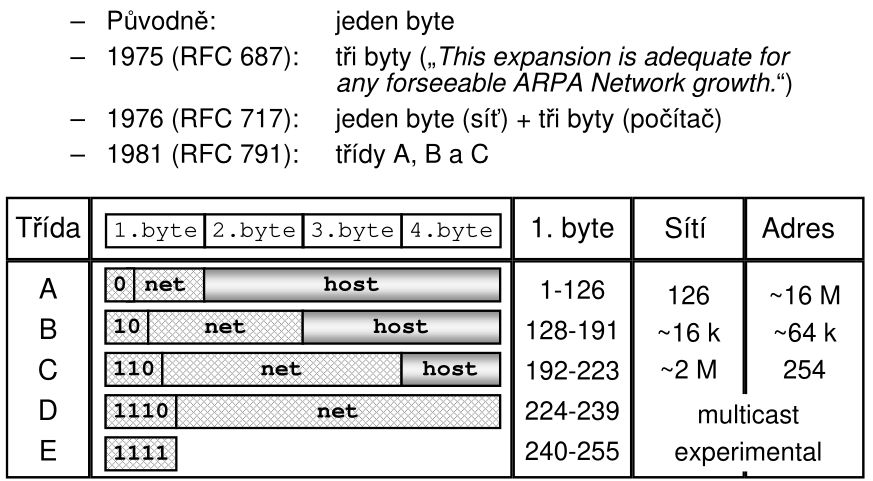 – Původně: jeden byte
– 1975 (RFC 687): tři byty („This expansion is adequate for
any forseeable ARPA Network growth.“)
– 1976 (RFC 717): jeden byte (síť) + tři byty (počítač)
– 1981 (RFC 791): třídy A, B a C
Třída 1.byte 2.byte 3.byte 4.byte 1. byte Sítí Adres
A 0 net host 1-126 126 ~16 M
B 10 net host 128-191 ~16 k ~64 k
C 110 net host 192-223 ~2 M 254
D 1110 net 224-239 multicast
E 1111 240-255 experimental